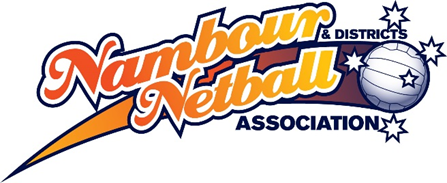 Nambour
& DISTRICTS
Netball
ASSOCIATION